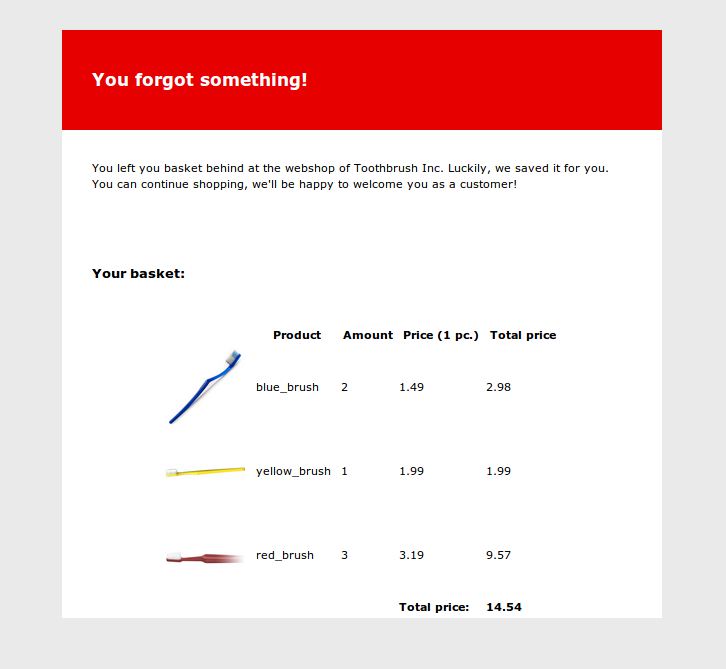 You forgot something!
You left you basket behind at the webshop of Toothbrush Inc. Luckily, we saved it for you.
You can continue shopping, we'll be happy to welcome you as a customer!
Your basket:
Product Amount Price (1 pc.) Total price
blue_brush 2 1.49 2.98
yellow_brush 1 1.99 1.99
red_brush 3 3.19 9.57
Total price: 14.54